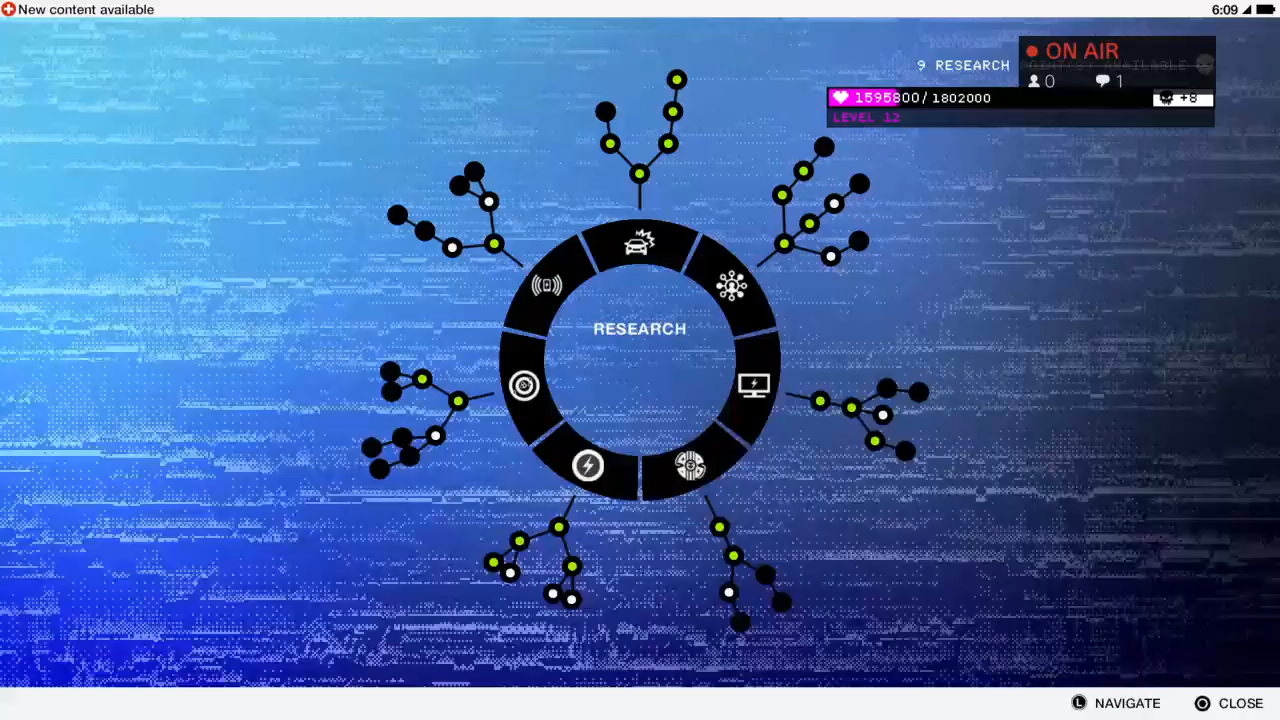 New content available
6:09
ON AIR
9 RESEARCH
0 1
1595800/1802000
+8
LEVEL 12
RESEARCH
L NAVIGATE
CLOSE